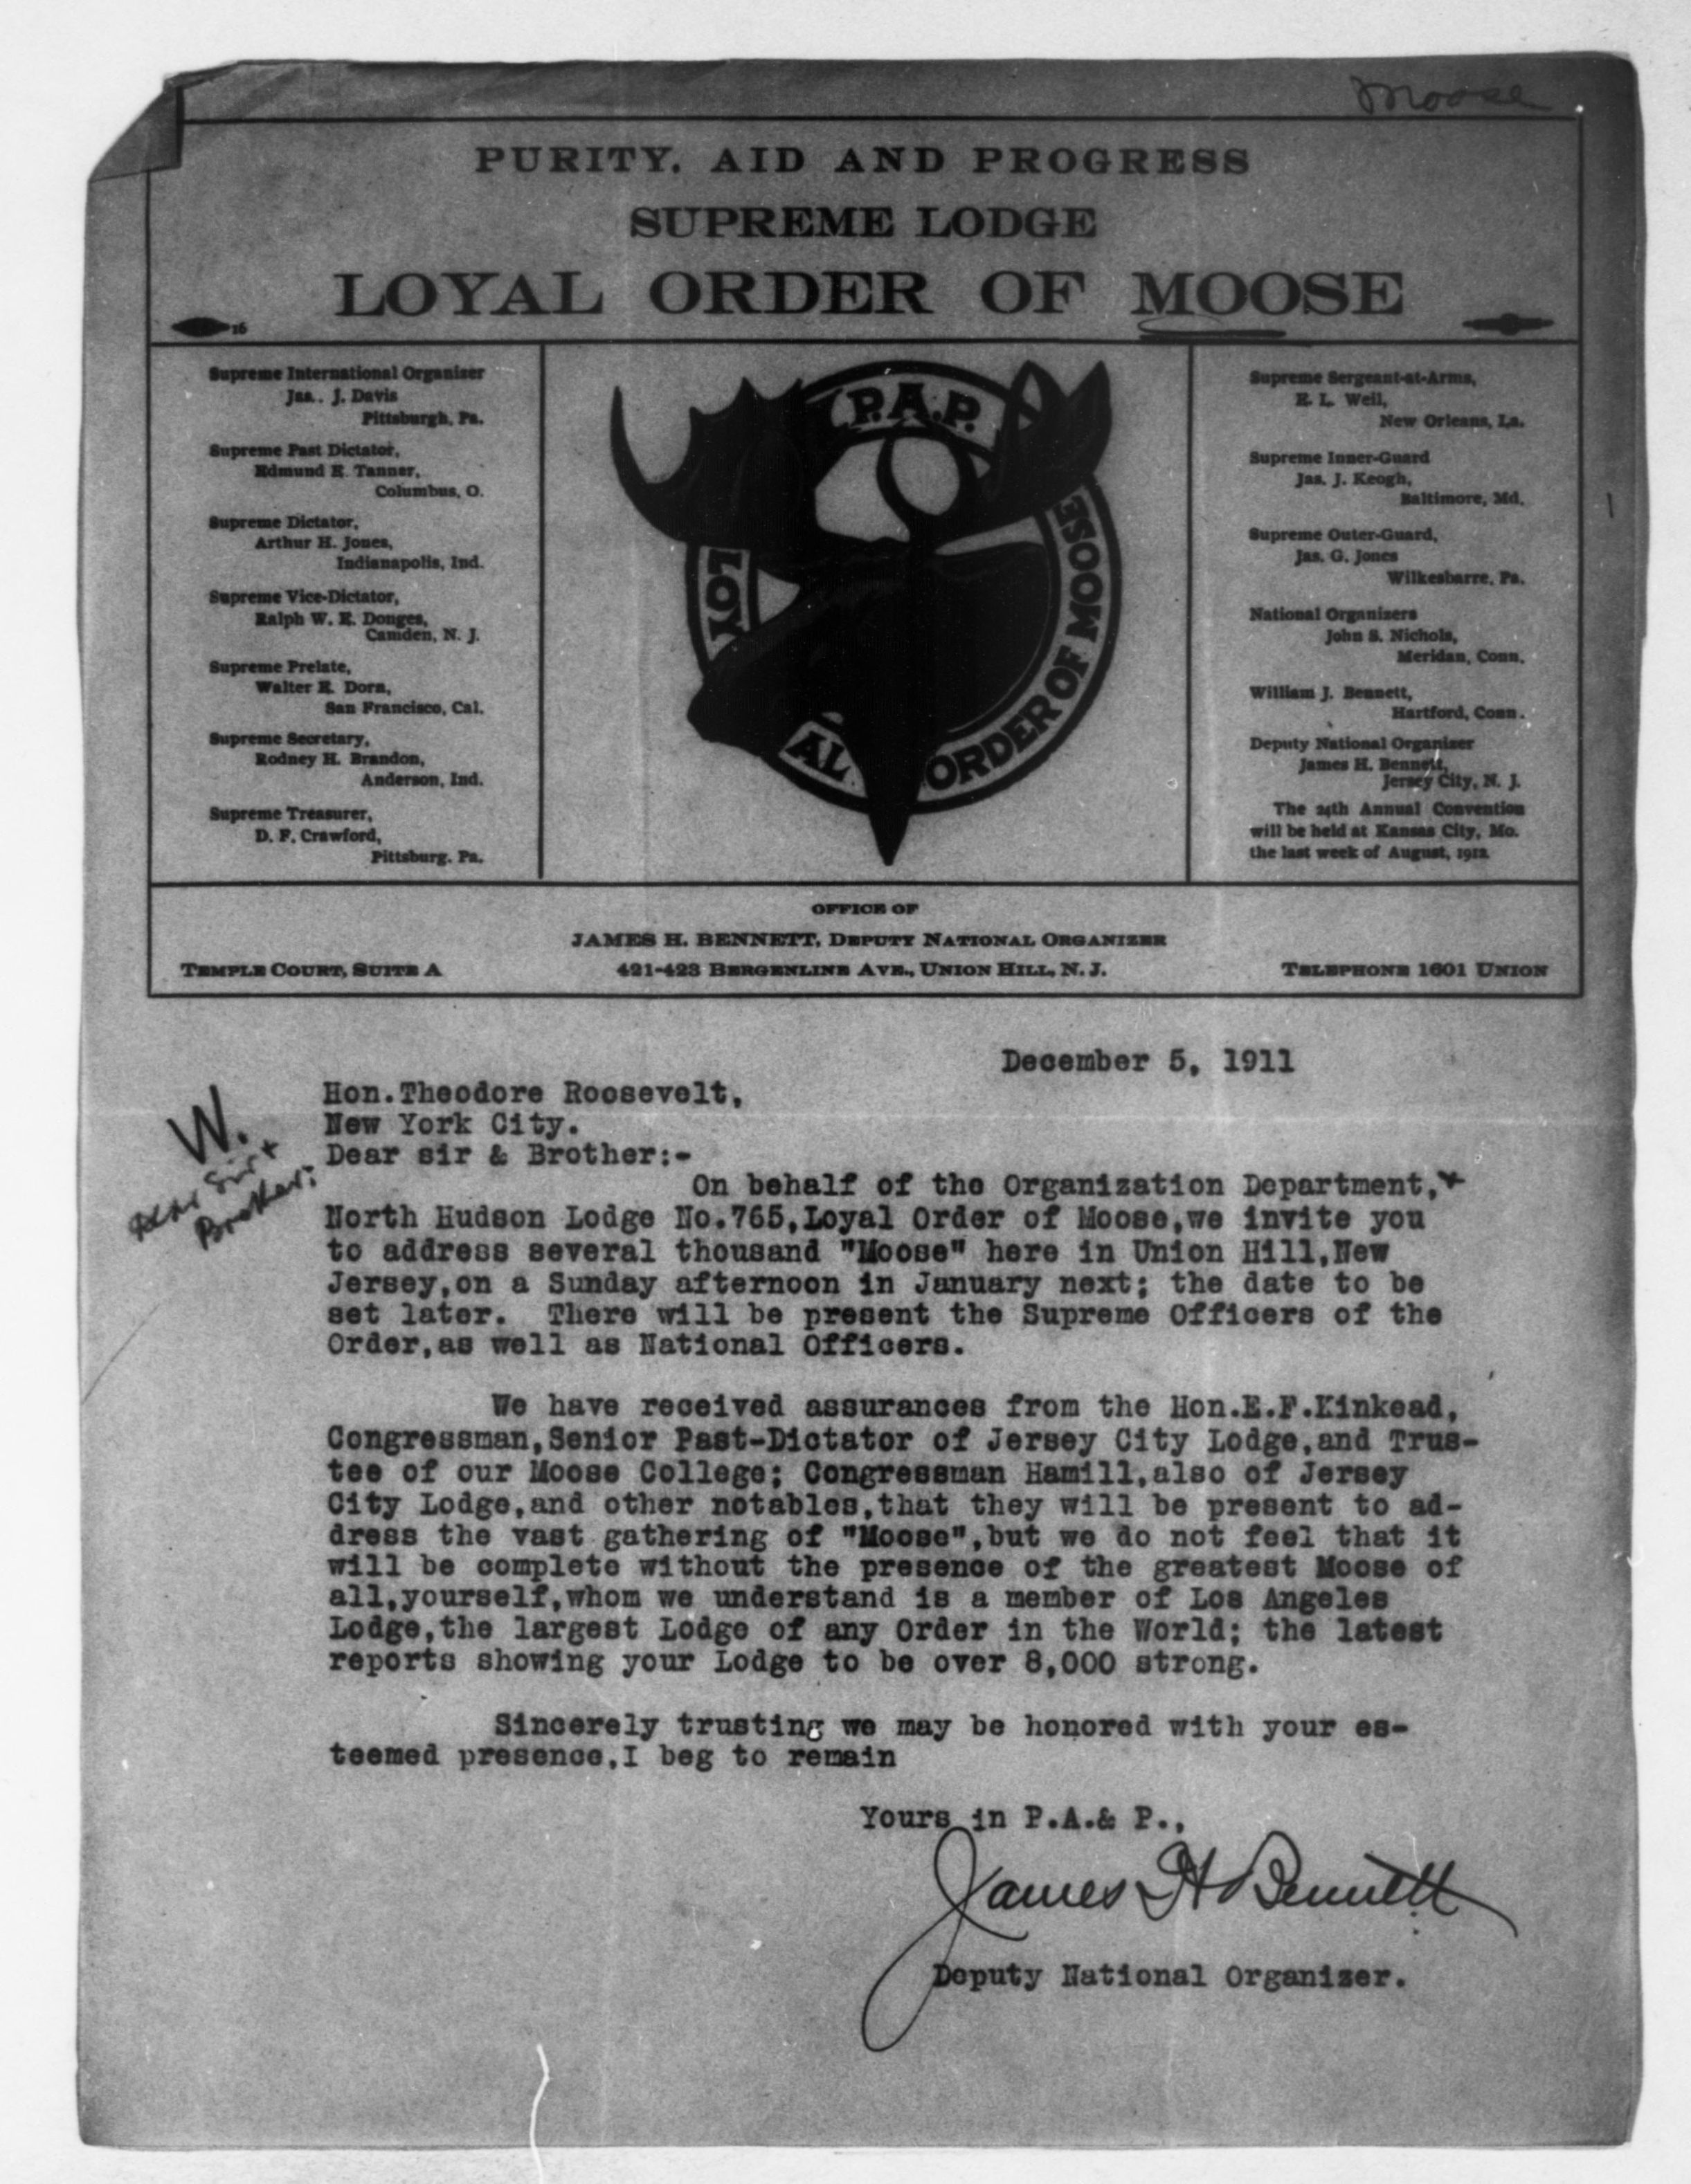 Moose
PURITY, AID AND PROGRESS
SUPREME LODGE
LOYAL ORDER OF MOOSE
16
Supreme International Organizer
Jas.. J. Davis
Pittsburgh, Pa.
Supreme Past Dictator,
Edmund E. Tanner,
Columbus, O.
Supreme Dictator,
Arthur H. Jones,
Indianapolis, Ind.
Supreme Vice-Dictator,
Ralph W. E. Donges,
Camden, N. J.
Supreme Prelate,
Walter E. Dorn,
San Francisco, Cal.
Supreme Secretary,
Rodney H. Brandon,
Anderson, Ind.
Supreme Treasurer,
D. F. Crawford,
Pittsburg. Pa.
P.A.P.
LOYAL ORDER OF MOOSE
Supreme Sergeant-at-Arms,
E. L. Weil,
New Orleans, La.
Supreme Inner-Guard
Jas. J. Keogh,
Baltimore, Md.
Supreme Outer-Guard,
Jas. G. Jones
Wilkesbarre, Pa.
National Organizers
John S. Nichols,
Meridan, Conn.
William J. Bennett,
Hartford, Conn.
Deputy National Organizer
James H. Bennett,
Jersey City, N. J.
The 24th Annual Convention
will be held at Kansas City, Mo.
the last week of August, 1912
OFFICE OF
JAMES H. BENNETT, DEPUTY NATIONAL ORGANIZER
TEMPLE COURT, SUITE A 421-423 BERGENLINE AVE., UNION HILL, N. J. TELEPHONE 1601 UNION
December 5, 1911
Hon.Theodore Roosevelt,
New York City.
Dear sir & Brother:-
W.
Dear Sir +
Brother:
On behalf of the Organization Department,+
North Hudson Lodge No.765,Loyal Order of Moose,we invite you
to address several thousand "Moose" here in Union Hill,New
Jersey,on a Sunday afternoon in January next; the date to be
set later. There will be present the Supreme Officers of the
Order,as well as National Officers.
We have received assurances from the Hon.E.F.Kinkead,
Congressman,Senior Past-Dictator of Jersey City Lodge,and Trus-
tee of our Moose College; Congressman Hamill,also of Jersey
City Lodge,and other notables,that they will be present to ad-
dress the vast gathering of "Moose",but we do not feel that it
will be complete without the presence of the greatest Moose of
all,yourself,whom we understand is a member of Los Angeles
Lodge,the largest Lodge of any Order in the World; the latest
reports showing your Lodge to be over 8,000 strong.
Sincerely trusting we may be honored with your es-
teemed presence,I beg to remain
Yours in P.A.& P.,
James H Bennett
Deputy National Organizer.